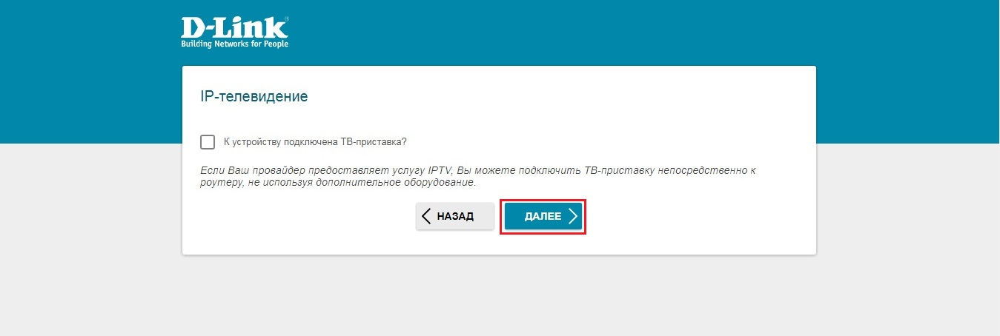 D-Link®
Building Networks for People
IP-телевидение
К устройству подключена ТВ-приставка?
Если Ваш провайдер предоставляет услугу IPTV, Вы можете подключить ТВ-приставку непосредственно к
роутеру, не используя дополнительное оборудование.
НАЗАД
ДАЛЕЕ